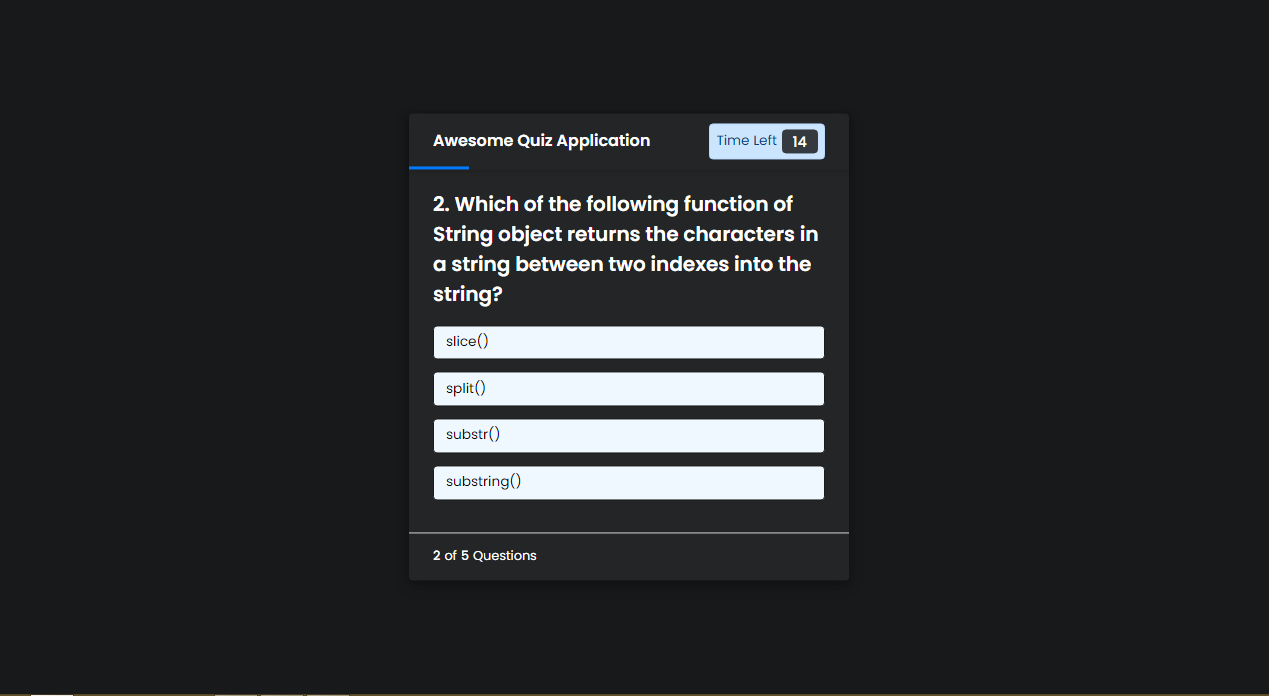 Awesome Quiz Application
Time Left 14
2. Which of the following function of
String object returns the characters in
a string between two indexes into the
string?
slice()
split()
substr()
substring()
2 of 5 Questions